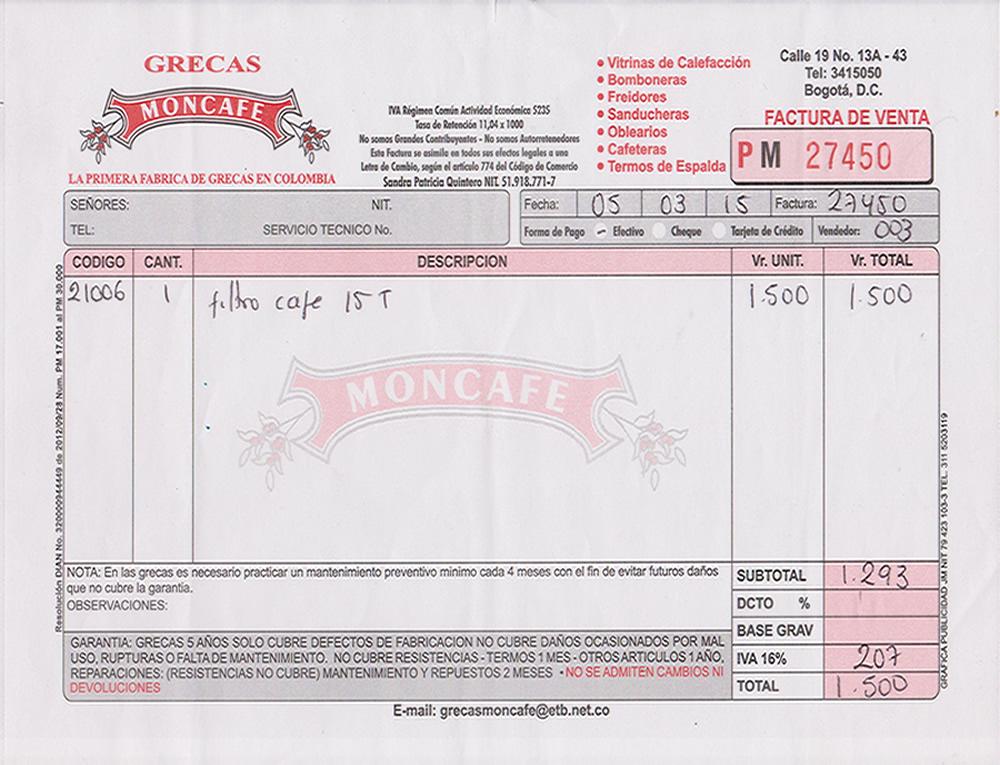 GRECAS
MONCAFE
LA PRIMERA FABRICA DE GRECAS EN COLOMBIA
IVA Régimen Común Actividad Económica 5235
Tasa de Retención 11,04 x 1000
No somos Grandes Contribuyentes - No somos Autorretenedores
Esta Factura se asimila en todos sus efectos legales a una
Letra de Cambio, según el artículo 774 del Código de Comercio
Sandra Patricia Quintero NIT. 51.918.771-7
• Vitrinas de Calefacción
• Bomboneras
• Freidores
• Sanducheras
• Oblearios
• Cafeteras
• Termos de Espalda
Calle 19 No. 13A - 43
Tel: 3415050
Bogotá, D.C.
FACTURA DE VENTA
PM 27450
SEÑORES: NIT.
TEL: SERVICIO TECNICO No.
Fecha: 05 03 15 Factura: 27450
Forma de Pago Efectivo Cheque Tarjeta de Crédito Vendedor: 003
CODIGO CANT. DESCRIPCION Vr. UNIT. Vr. TOTAL
21006 1 filtro cafe 15 T 1.500 1.500
MONCAFE
NOTA: En las grecas es necesario practicar un mantenimiento preventivo minimo cada 4 meses con el fin de evitar futuros daños
que no cubre la garantia.
OBSERVACIONES:
SUBTOTAL 1.293
DCTO %
BASE GRAV
IVA 16% 207
TOTAL 1.500
GARANTIA: GRECAS 5 AÑOS SOLO CUBRE DEFECTOS DE FABRICACION NO CUBRE DAÑOS OCASIONADOS POR MAL
USO, RUPTURAS O FALTA DE MANTENIMIENTO. NO CUBRE RESISTENCIAS - TERMOS 1 MES - OTROS ARTICULOS 1 AÑO,
REPARACIONES: (RESISTENCIAS NO CUBRE) MANTENIMIENTO Y REPUESTOS 2 MESES • NO SE ADMITEN CAMBIOS NI
DEVOLUCIONES
E-mail: grecasmoncafe@etb.net.co
Resolución DIAN No. 320000944449 de 2012/09/28 Num. PM 17.001 al PM 30.000
GRAFICA PUBLICIDAD JM NIT 79 423 103-3 TEL. 311 5203119